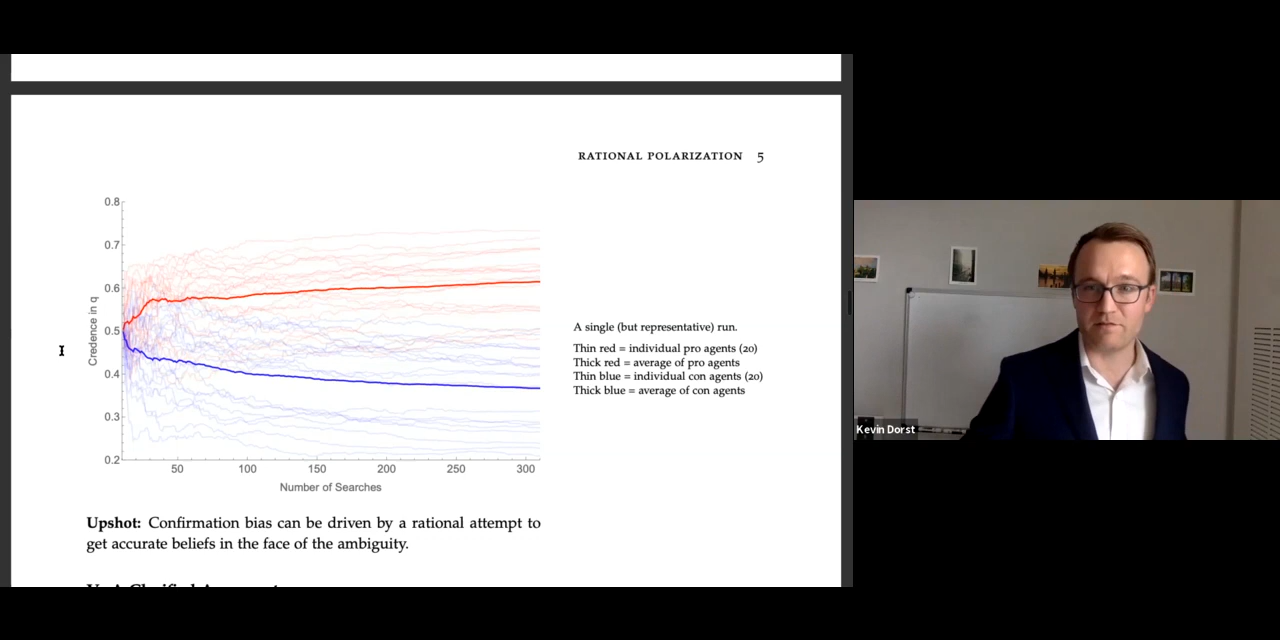 RATIONAL POLARIZATION 5
0.8
0.7
0.6
0.5
0.4
0.3
0.2
Credence in q
50 100 150 200 250 300
Number of Searches
A single (but representative) run.
Thin red = individual pro agents (20)
Thick red = average of pro agents
Thin blue = individual con agents (20)
Thick blue = average of con agents
Upshot: Confirmation bias can be driven by a rational attempt to
get accurate beliefs in the face of the ambiguity.
Kevin Dorst